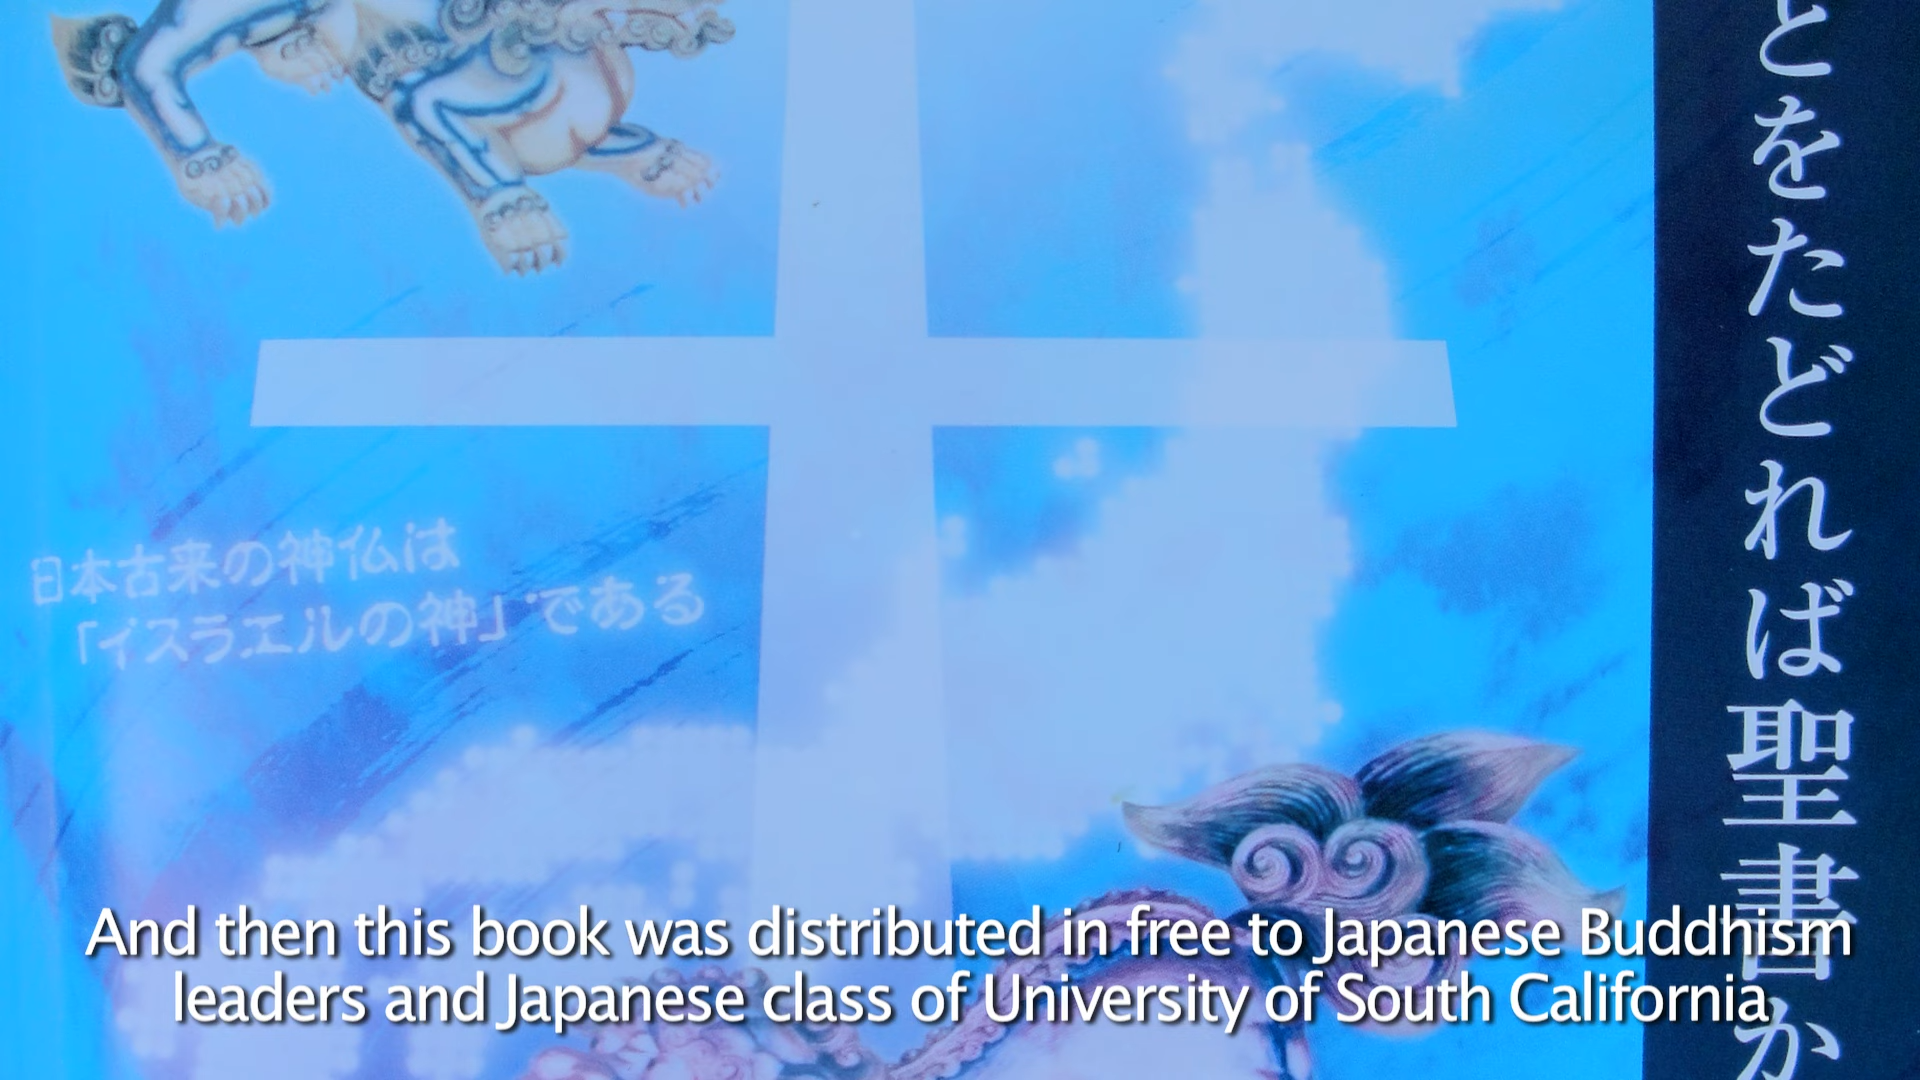 とをたどれば聖書か
日本古来の神仏は
「イスラエルの神」である
And then this book was distributed in free to Japanese Buddhism
leaders and Japanese class of University of South California